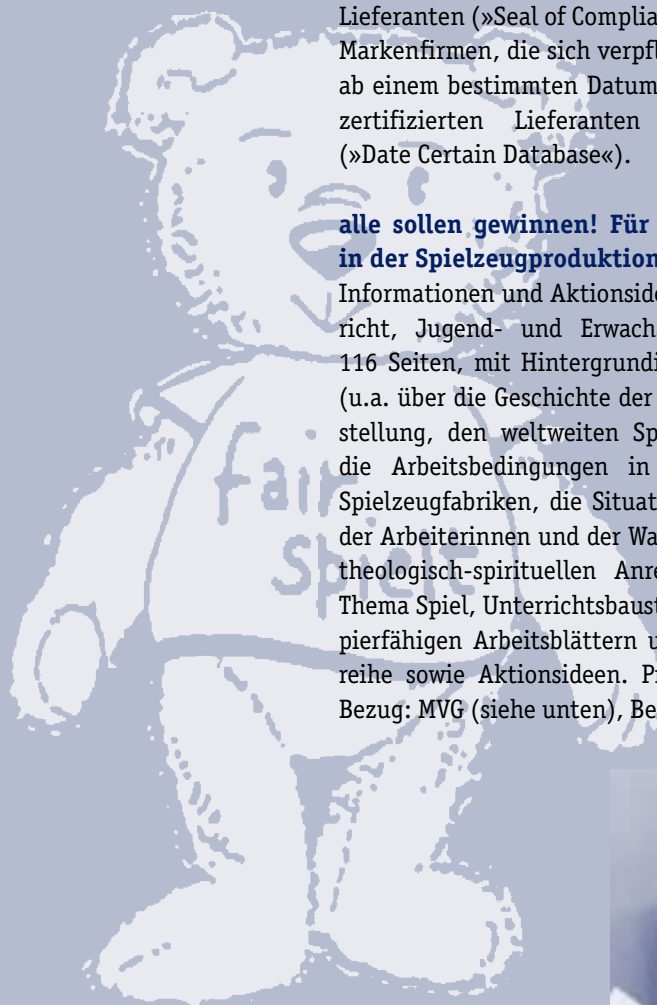 Lieferanten (»Seal of Complia
Markenfirmen, die sich verpfl
ab einem bestimmten Datum
zertifizierten Lieferanten
(»Date Certain Database«).
alle sollen gewinnen! Für
in der Spielzeugproduktion
Informationen und Aktionside
richt, Jugend- und Erwach
116 Seiten, mit Hintergrundi
(u.a. über die Geschichte der
stellung, den weltweiten Sp
die Arbeitsbedingungen in
Spielzeugfabriken, die Situat
der Arbeiterinnen und der Wa
theologisch-spirituellen Anre
Thema Spiel, Unterrichtsbaust
pierfähigen Arbeitsblättern u
reihe sowie Aktionsideen. Pr
Bezug: MVG (siehe unten), Be
fair
spielt